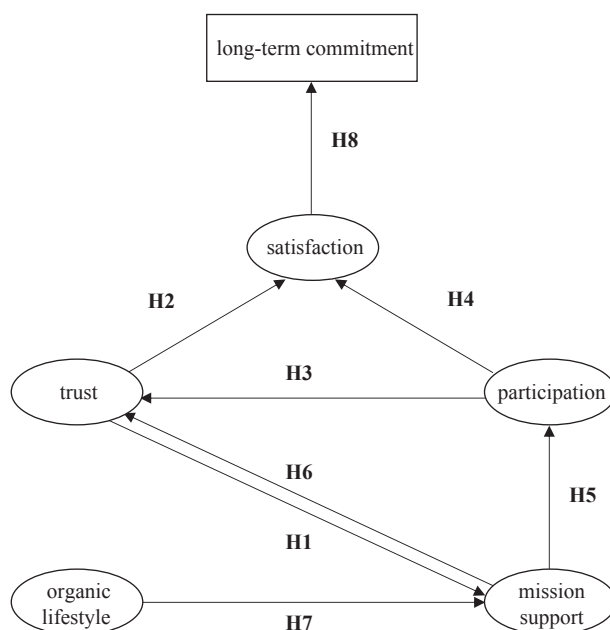 long-term commitment
H8
satisfaction
H2
H4
H3
trust
participation
H6
H5
H1
organic
lifestyle
mission
support
H7